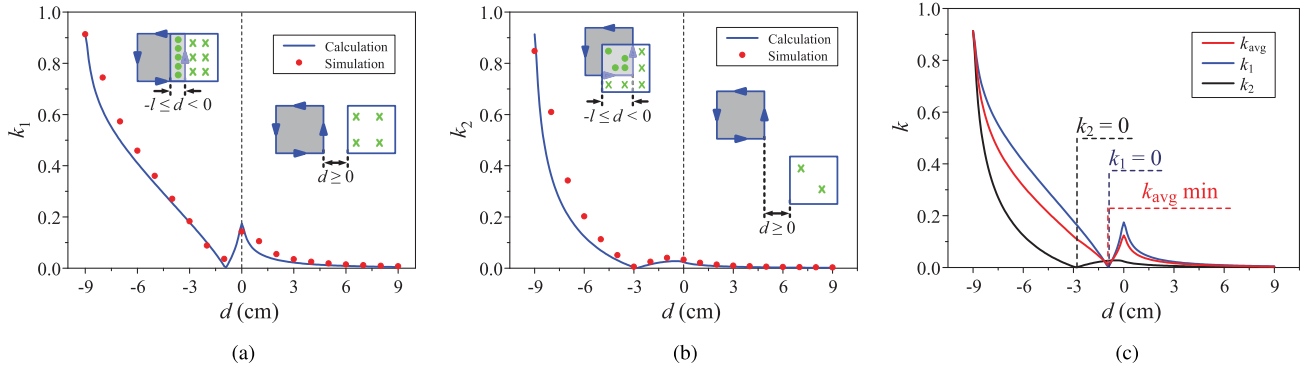 k1
1.0
0.8
0.6
0.4
0.2
0.0
-9 -6 -3 0 3 6 9
d (cm)
Calculation
Simulation
-l ≤ d < 0
d ≥ 0
(a)
k2
1.0
0.8
0.6
0.4
0.2
0.0
-9 -6 -3 0 3 6 9
d (cm)
Calculation
Simulation
-l ≤ d < 0
d ≥ 0
(b)
k
1.0
0.8
0.6
0.4
0.2
0.0
-9 -6 -3 0 3 6 9
d (cm)
kavg
k1
k2
k2 = 0
k1 = 0
kavg min
(c)